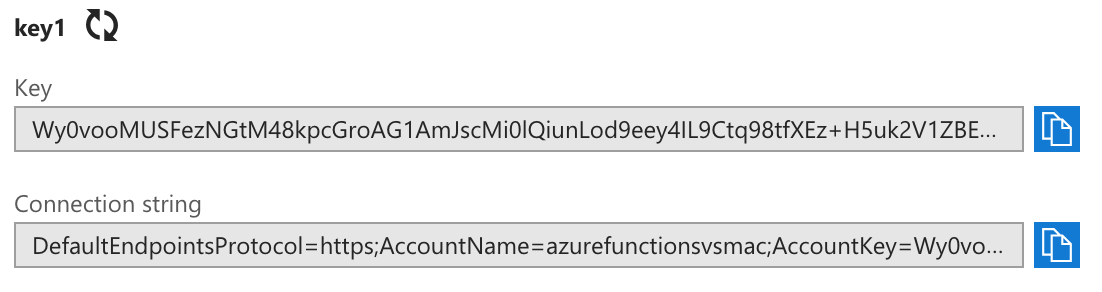 key1
Key
Wy0vooMUSFezNGtM48kpcGroAG1AmJscMi0lQiunLod9eey4IL9Ctq98tfXEz+H5uk2V1ZBE...
Connection string
DefaultEndpointsProtocol=https;AccountName=azurefunctionsvsmac;AccountKey=Wy0vo...